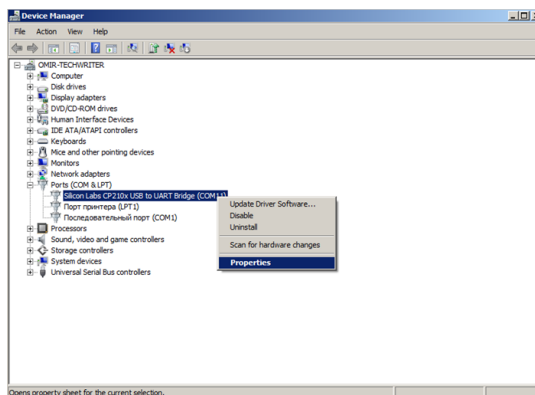 Device Manager
File Action View Help
OMIR-TECHWRITER
Computer
Disk drives
Display adapters
DVD/CD-ROM drives
Human Interface Devices
IDE ATA/ATAPI controllers
Keyboards
Mice and other pointing devices
Monitors
Network adapters
Ports (COM & LPT)
Silicon Labs CP210x USB to UART Bridge (COM11)
Порт принтера (LPT1)
Последовательный порт (COM1)
Processors
Sound, video and game controllers
Storage controllers
System devices
Universal Serial Bus controllers
Update Driver Software...
Disable
Uninstall
Scan for hardware changes
Properties
Opens property sheet for the current selection.